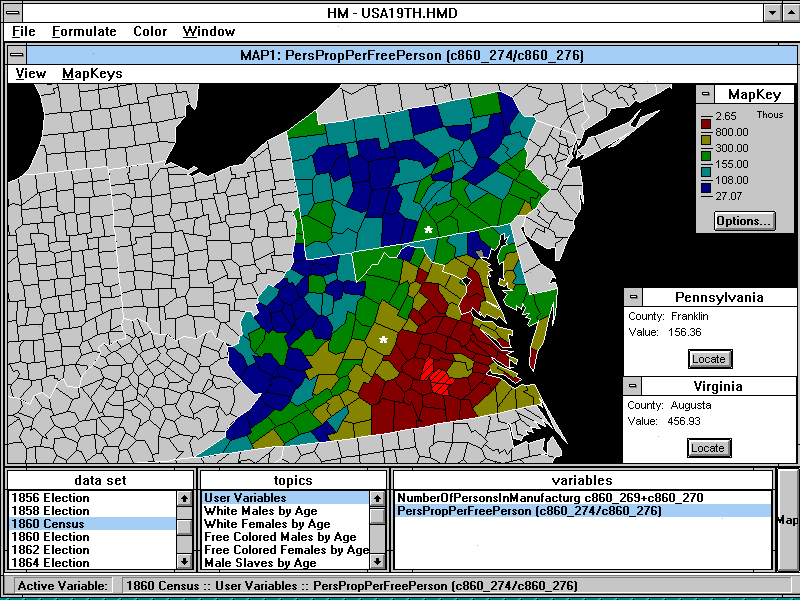 HM - USA19TH.HMD
File Formulate Color Window
MAP1: PersPropPerFreePerson (c860_274/c860_276)
View MapKeys
MapKey
Thous
2.65
800.00
300.00
155.00
108.00
27.07
Options...
*
*
Pennsylvania
County: Franklin
Value: 156.36
Locate
Virginia
County: Augusta
Value: 456.93
Locate
data set
1856 Election
1858 Election
1860 Census
1860 Election
1862 Election
1864 Election
topics
User Variables
White Males by Age
White Females by Age
Free Colored Males by Age
Free Colored Females by Age
Male Slaves by Age
variables
NumberOfPersonsInManufacturg c860_269+c860_270
PersPropPerFreePerson (c860_274/c860_276)
Map
Active Variable: 1860 Census :: User Variables :: PersPropPerFreePerson (c860_274/c860_276)